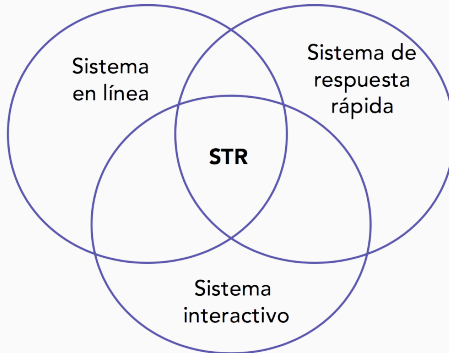 Sistema
en línea
Sistema de
respuesta
rápida
STR
Sistema
interactivo